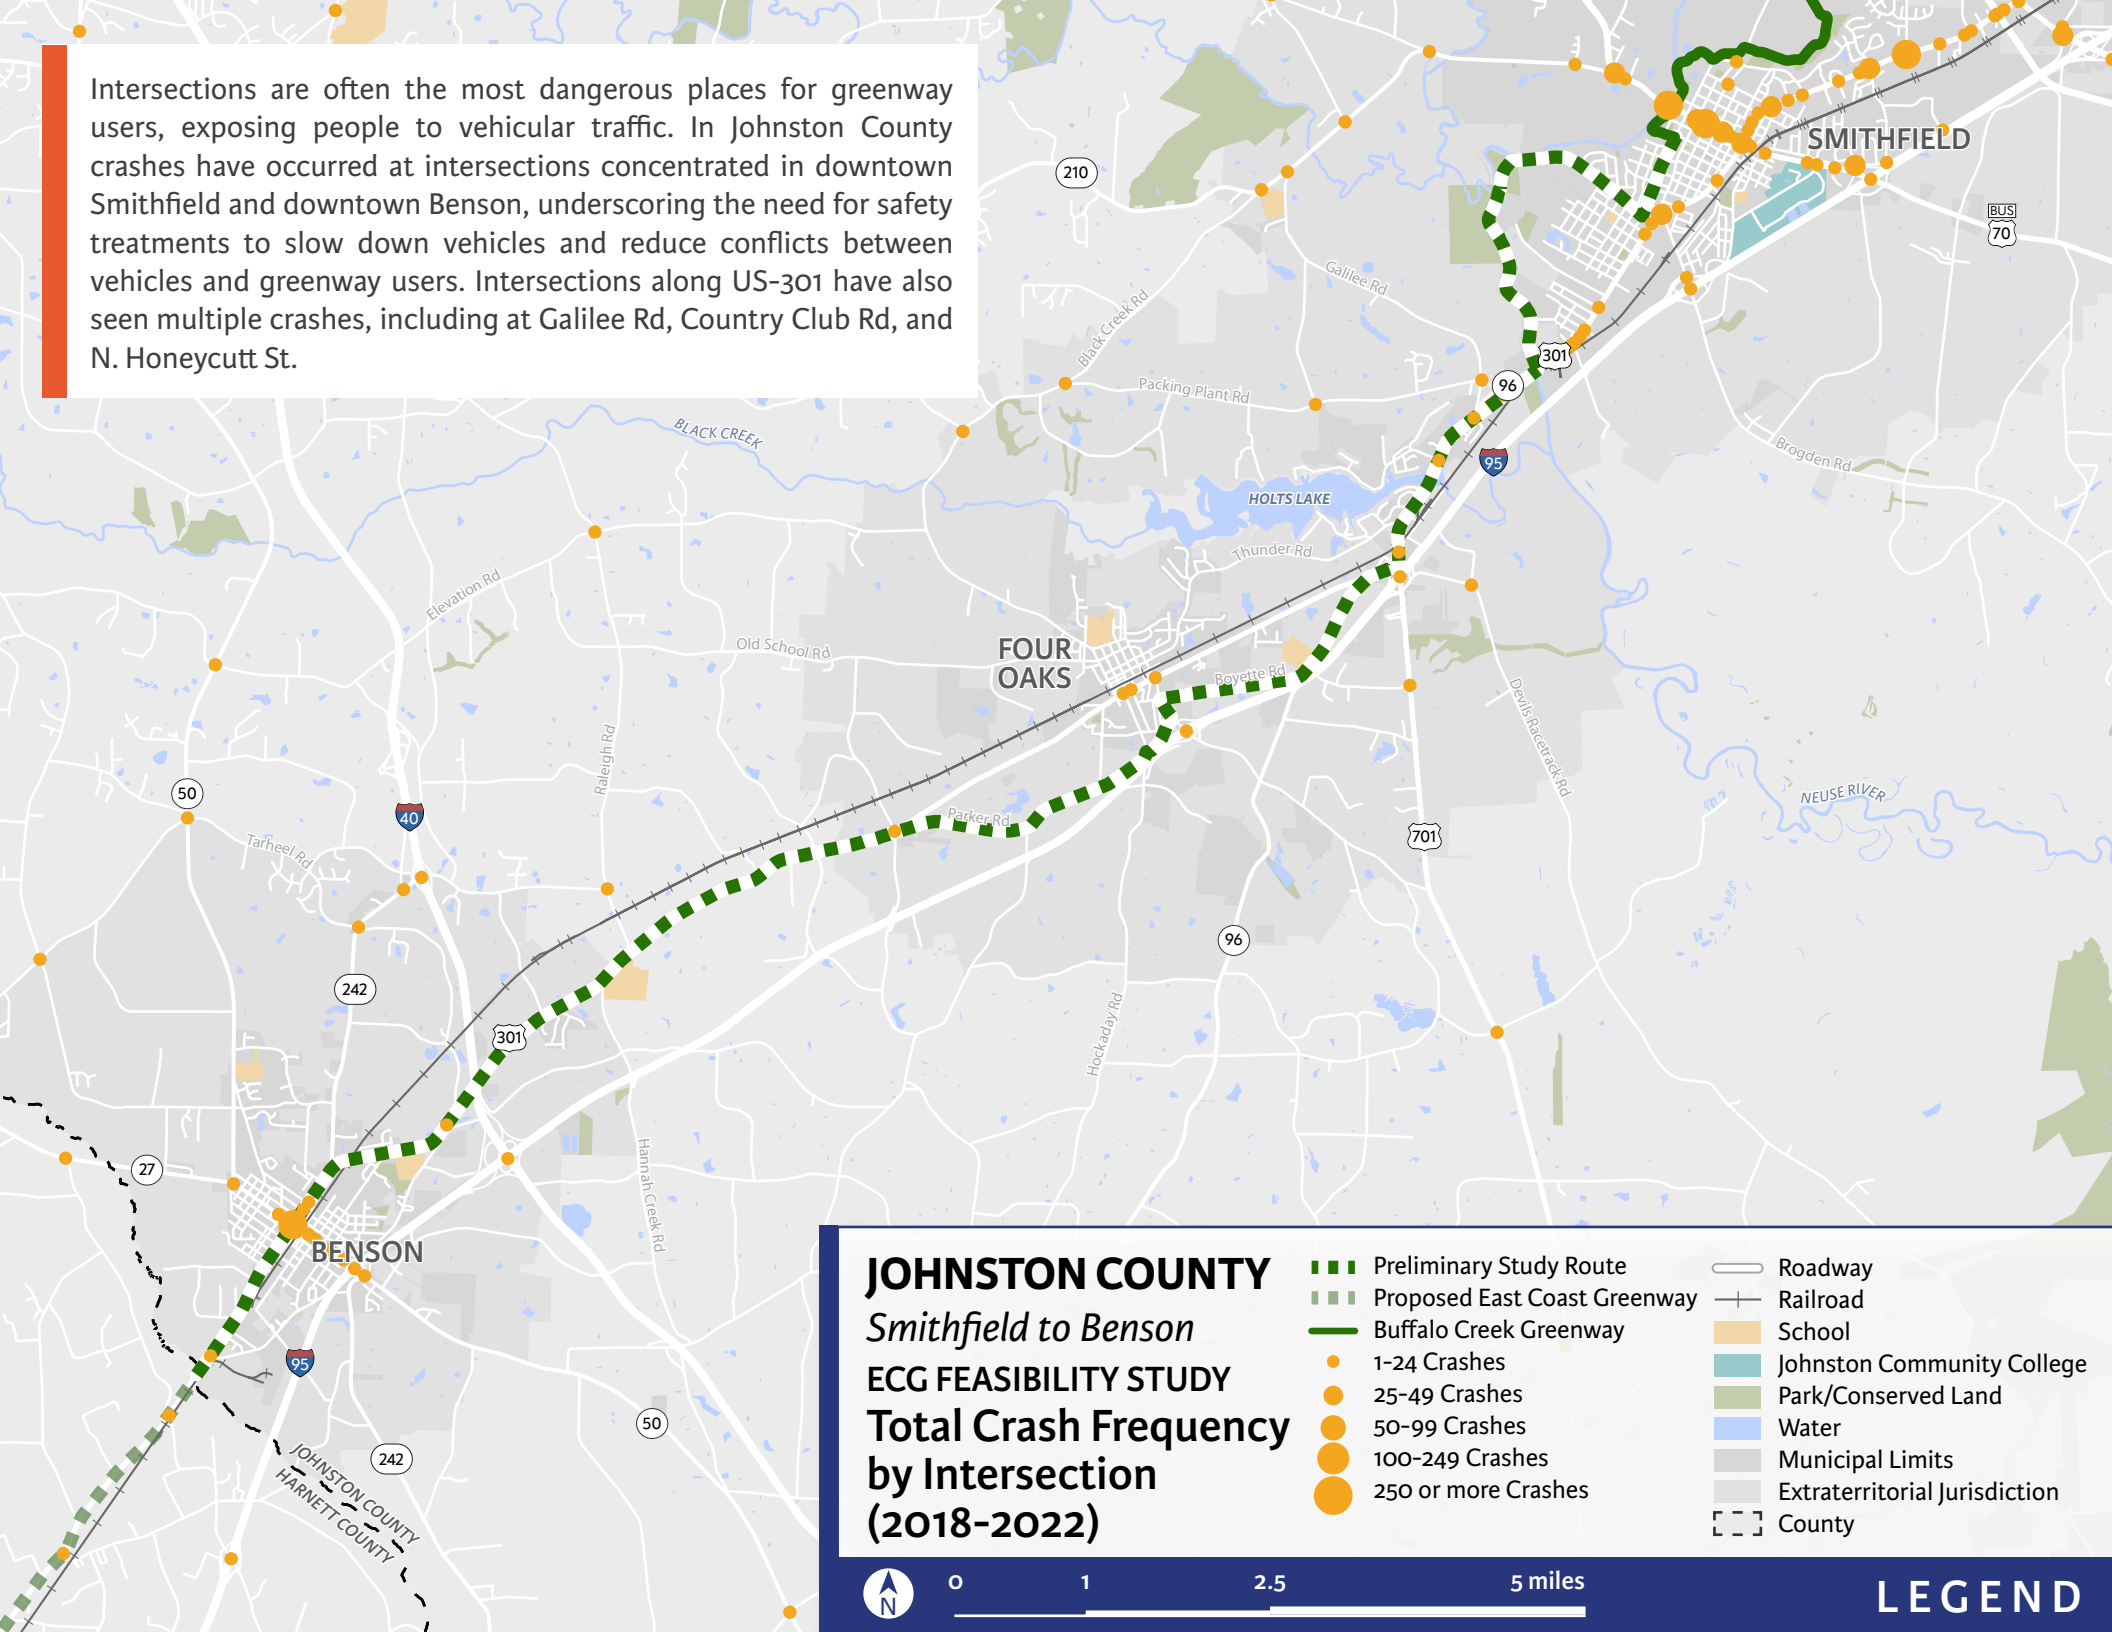 Intersections are often the most dangerous places for greenway
users, exposing people to vehicular traffic. In Johnston County
crashes have occurred at intersections concentrated in downtown
Smithfield and downtown Benson, underscoring the need for safety
treatments to slow down vehicles and reduce conflicts between
vehicles and greenway users. Intersections along US-301 have also
seen multiple crashes, including at Galilee Rd, Country Club Rd, and
N. Honeycutt St.
SMITHFIELD
210
BUS
70
Galilee Rd
Black Creek Rd
301
Packing Plant Rd
96
BLACK CREEK
Brogden Rd
95
HOLTS LAKE
Thunder Rd
Elevation Rd
Old School Rd
FOUR
OAKS
Boyette Rd
Devils Racetrack Rd
Raleigh Rd
50
40
NEUSE RIVER
Parker Rd
701
Tarheel Rd
96
242
301
Hockaday Rd
27
Hannah Creek Rd
BENSON
95
50
242
JOHNSTON COUNTY
HARNETT COUNTY
JOHNSTON COUNTY
Smithfield to Benson
ECG FEASIBILITY STUDY
Total Crash Frequency
by Intersection
(2018-2022)
Preliminary Study Route
Proposed East Coast Greenway
Buffalo Creek Greenway
1-24 Crashes
25-49 Crashes
50-99 Crashes
100-249 Crashes
250 or more Crashes
Roadway
Railroad
School
Johnston Community College
Park/Conserved Land
Water
Municipal Limits
Extraterritorial Jurisdiction
County
N
0 1 2.5 5 miles
LEGEND